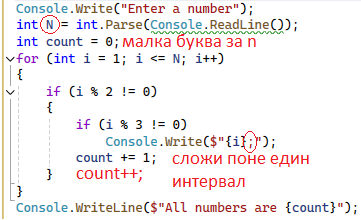 Console.Write("Enter a number");
int N = int.Parse(Console.ReadLine());
int count = 0; малка буква за n
for (int i = 1; i <= N; i++)
{
if (i % 2 != 0)
{
if (i % 3 != 0)
Console.Write($"{i};");
count += 1; сложи поне един
} count++; интервал
}
Console.WriteLine($"All numbers are {count}");